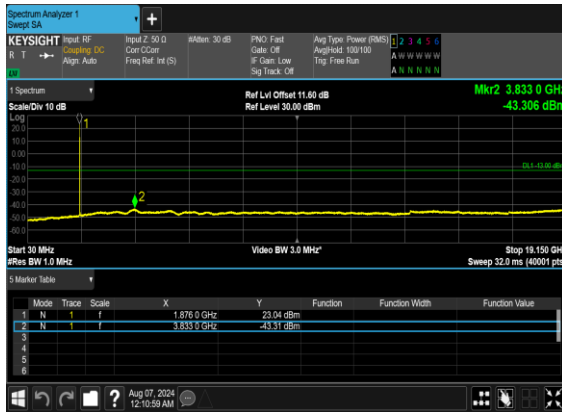 Spectrum Analyzer 1
Swept SA
+
KEYSIGHT Input: RF Input Z: 50 Ω #Atten: 30 dB PNO: Fast Avg Type: Power (RMS) 1 2 3 4 5 6
R T Coupling: DC Corr CCorr Gate: Off Avg|Hold: 100/100 A W W W W W
Align: Auto Freq Ref: Int (S) IF Gain: Low Trig: Free Run
LXI Sig Track: Off A N N N N N
1 Spectrum Ref Lvl Offset 11.60 dB Mkr2 3.833 0 GHz
Scale/Div 10 dB Ref Level 30.00 dBm -43.306 dBm
Log
1
20.0
10.0
0.00
-10.0 DL1 -13.00 dBm
-20.0
-30.0
2
-40.0
-50.0
-60.0
Start 30 MHz Video BW 3.0 MHz* Stop 19.150 GHz
#Res BW 1.0 MHz Sweep 32.0 ms (40001 pts)
5 Marker Table
Mode Trace Scale X Y Function Function Width Function Value
1 N 1 f 1.876 0 GHz 23.04 dBm
2 N 1 f 3.833 0 GHz -43.31 dBm
3
4
5
6
? Aug 07, 2024
12:10:59 AM